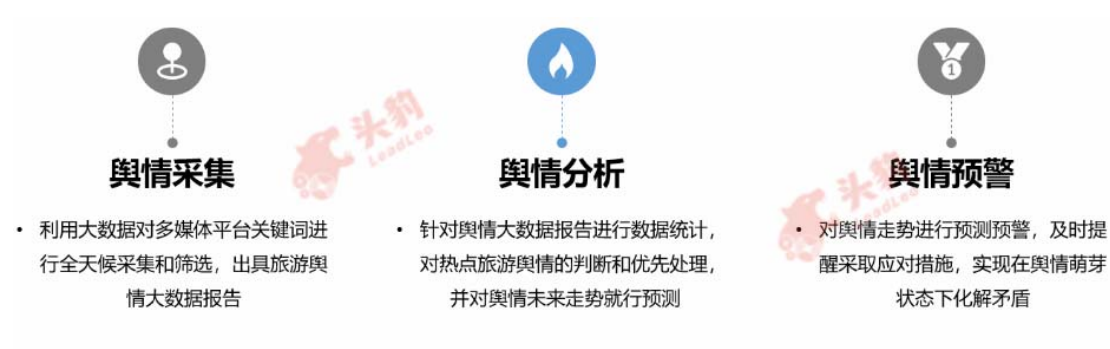 舆情采集
• 利用大数据对多媒体平台关键词进
行全天候采集和筛选，出具旅游舆
情大数据报告
舆情分析
• 针对舆情大数据报告进行数据统计，
对热点旅游舆情的判断和优先处理，
并对舆情未来走势就行预测
1
舆情预警
• 对舆情走势进行预测预警，及时提
醒采取应对措施，实现在舆情萌芽
状态下化解矛盾
头豹
LeadLeo
头豹
LeadLeo